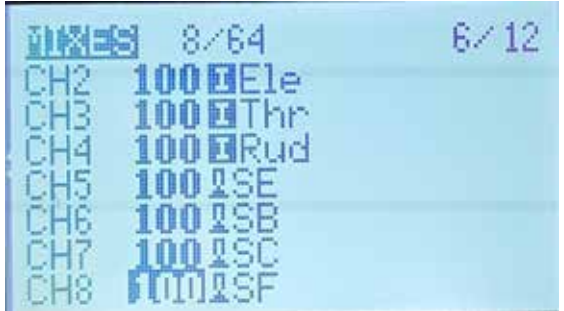 MIXES 8/64 6/12
CH2 100 I Ele
CH3 100 I Thr
CH4 100 I Rud
CH5 100 SE
CH6 100 SB
CH7 100 SC
CH8 100 SF